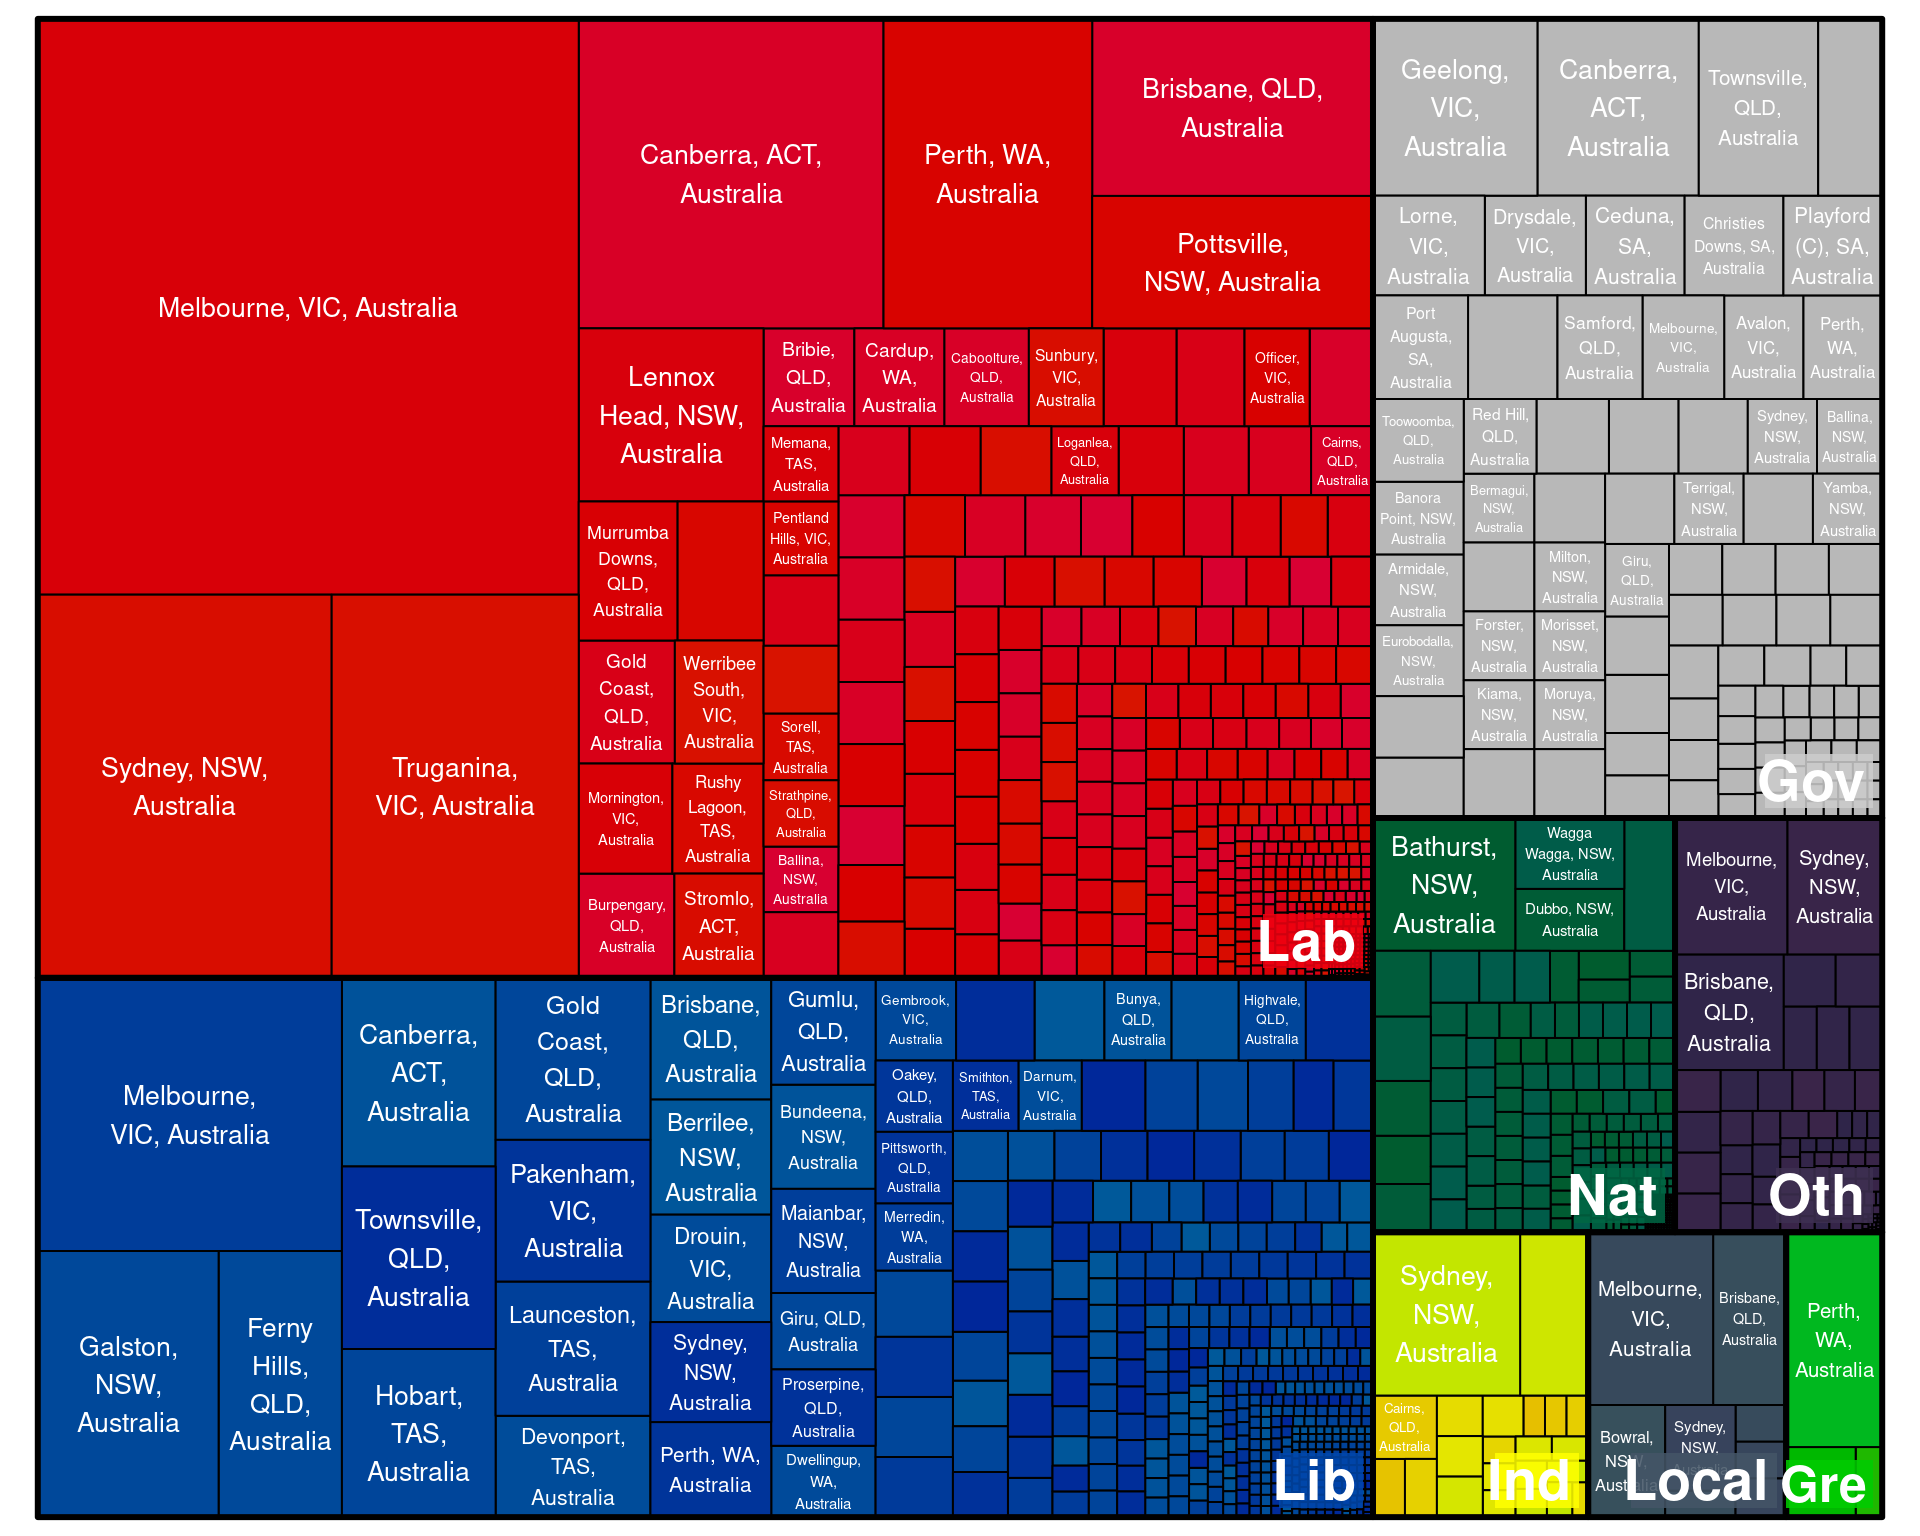 Melbourne, VIC, Australia
Sydney, NSW,
Australia
Truganina,
VIC, Australia
Canberra, ACT,
Australia
Perth, WA,
Australia
Brisbane, QLD,
Australia
Pottsville,
NSW, Australia
Lennox
Head, NSW,
Australia
Murrumba
Downs,
QLD,
Australia
Gold
Coast,
QLD,
Australia
Werribee
South,
VIC,
Australia
Mornington,
VIC,
Australia
Rushy
Lagoon,
TAS,
Australia
Burpengary,
QLD,
Australia
Stromlo,
ACT,
Australia
Bribie,
QLD,
Australia
Cardup,
WA,
Australia
Caboolture,
QLD,
Australia
Sunbury,
VIC,
Australia
Officer,
VIC,
Australia
Memana,
TAS,
Australia
Loganlea,
QLD,
Australia
Cairns,
QLD,
Australia
Pentland
Hills, VIC,
Australia
Sorell,
TAS,
Australia
Strathpine,
QLD,
Australia
Ballina,
NSW,
Australia
Lab
Geelong,
VIC,
Australia
Canberra,
ACT,
Australia
Townsville,
QLD,
Australia
Lorne,
VIC,
Australia
Drysdale,
VIC,
Australia
Ceduna,
SA,
Australia
Christies
Downs, SA,
Australia
Playford
(C), SA,
Australia
Port
Augusta,
SA,
Australia
Samford,
QLD,
Australia
Melbourne,
VIC,
Australia
Avalon,
VIC,
Australia
Perth,
WA,
Australia
Toowoomba,
QLD,
Australia
Red Hill,
QLD,
Australia
Sydney,
NSW,
Australia
Ballina,
NSW,
Australia
Banora
Point, NSW,
Australia
Bermagui,
NSW,
Australia
Terrigal,
NSW,
Australia
Yamba,
NSW,
Australia
Armidale,
NSW,
Australia
Milton,
NSW,
Australia
Giru,
QLD,
Australia
Eurobodalla,
NSW,
Australia
Forster,
NSW,
Australia
Morisset,
NSW,
Australia
Kiama,
NSW,
Australia
Moruya,
NSW,
Australia
Gov
Melbourne,
VIC, Australia
Galston,
NSW,
Australia
Ferny
Hills,
QLD,
Australia
Canberra,
ACT,
Australia
Townsville,
QLD,
Australia
Hobart,
TAS,
Australia
Gold
Coast,
QLD,
Australia
Pakenham,
VIC,
Australia
Launceston,
TAS,
Australia
Devonport,
TAS,
Australia
Brisbane,
QLD,
Australia
Berrilee,
NSW,
Australia
Drouin,
VIC,
Australia
Sydney,
NSW,
Australia
Perth, WA,
Australia
Gumlu,
QLD,
Australia
Bundeena,
NSW,
Australia
Maianbar,
NSW,
Australia
Giru, QLD,
Australia
Proserpine,
QLD,
Australia
Dwellingup,
WA,
Australia
Gembrook,
VIC,
Australia
Bunya,
QLD,
Australia
Highvale,
QLD,
Australia
Oakey,
QLD,
Australia
Smithton,
TAS,
Australia
Darnum,
VIC,
Australia
Pittsworth,
QLD,
Australia
Merredin,
WA,
Australia
Lib
Bathurst,
NSW,
Australia
Wagga
Wagga, NSW,
Australia
Dubbo, NSW,
Australia
Nat
Melbourne,
VIC,
Australia
Sydney,
NSW,
Australia
Brisbane,
QLD,
Australia
Oth
Sydney,
NSW,
Australia
Cairns,
QLD,
Australia
Ind
Melbourne,
VIC,
Australia
Brisbane,
QLD,
Australia
Bowral,
NSW,
Australia
Sydney,
NSW,
Australia
Local
Perth,
WA,
Australia
Gre